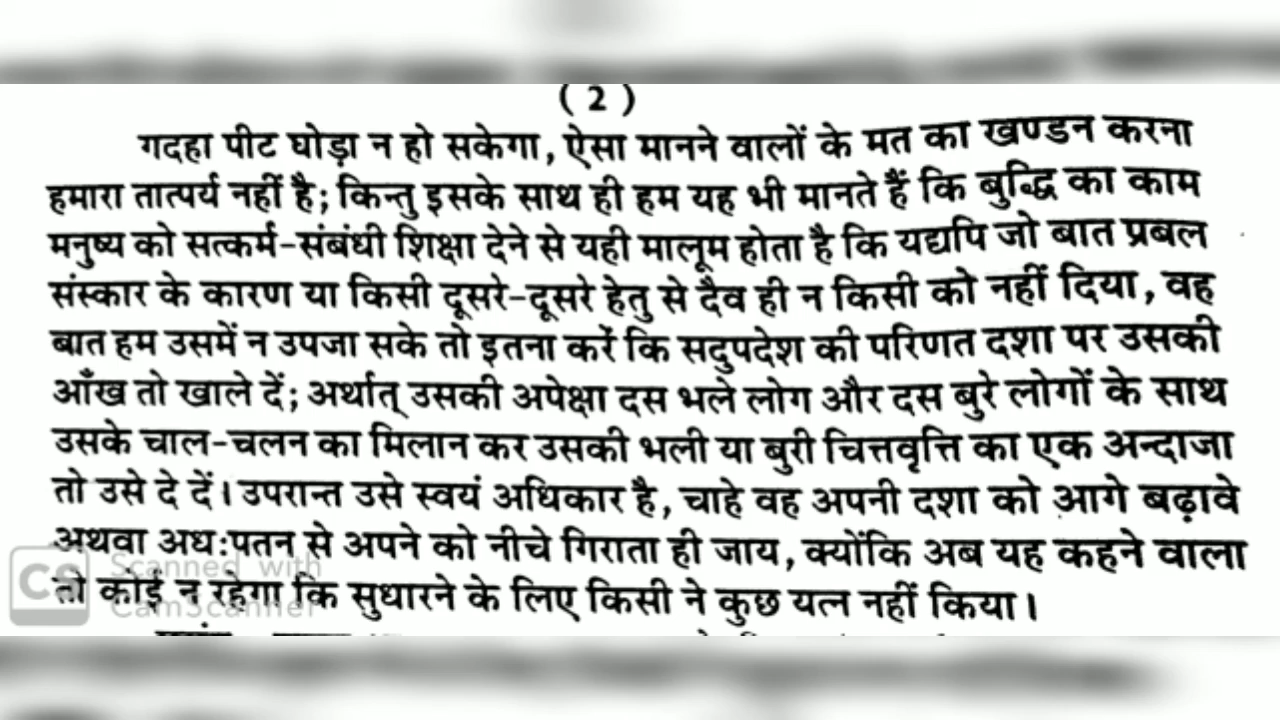 ( 2 )
गदहा पीट घोड़ा न हो सकेगा, ऐसा मानने वालों के मत का खण्डन करना
हमारा तात्पर्य नहीं है; किन्तु इसके साथ ही हम यह भी मानते हैं कि बुद्धि का काम
मनुष्य को सत्कर्म-संबंधी शिक्षा देने से यही मालूम होता है कि यद्यपि जो बात प्रबल
संस्कार के कारण या किसी दूसरे-दूसरे हेतु से दैव ही न किसी को नहीं दिया, वह
बात हम उसमें न उपजा सके तो इतना करें कि सदुपदेश की परिणत दशा पर उसकी
आँख तो खाले दें; अर्थात् उसकी अपेक्षा दस भले लोग और दस बुरे लोगों के साथ
उसके चाल-चलन का मिलान कर उसकी भली या बुरी चित्तवृत्ति का एक अन्दाजा
तो उसे दे दें। उपरान्त उसे स्वयं अधिकार है, चाहे वह अपनी दशा को आगे बढ़ावे
अथवा अधःपतन से अपने को नीचे गिराता ही जाय, क्योंकि अब यह कहने वाला
तो कोई न रहेगा कि सुधारने के लिए किसी ने कुछ यत्न नहीं किया।
CS Scanned with
CamScanner